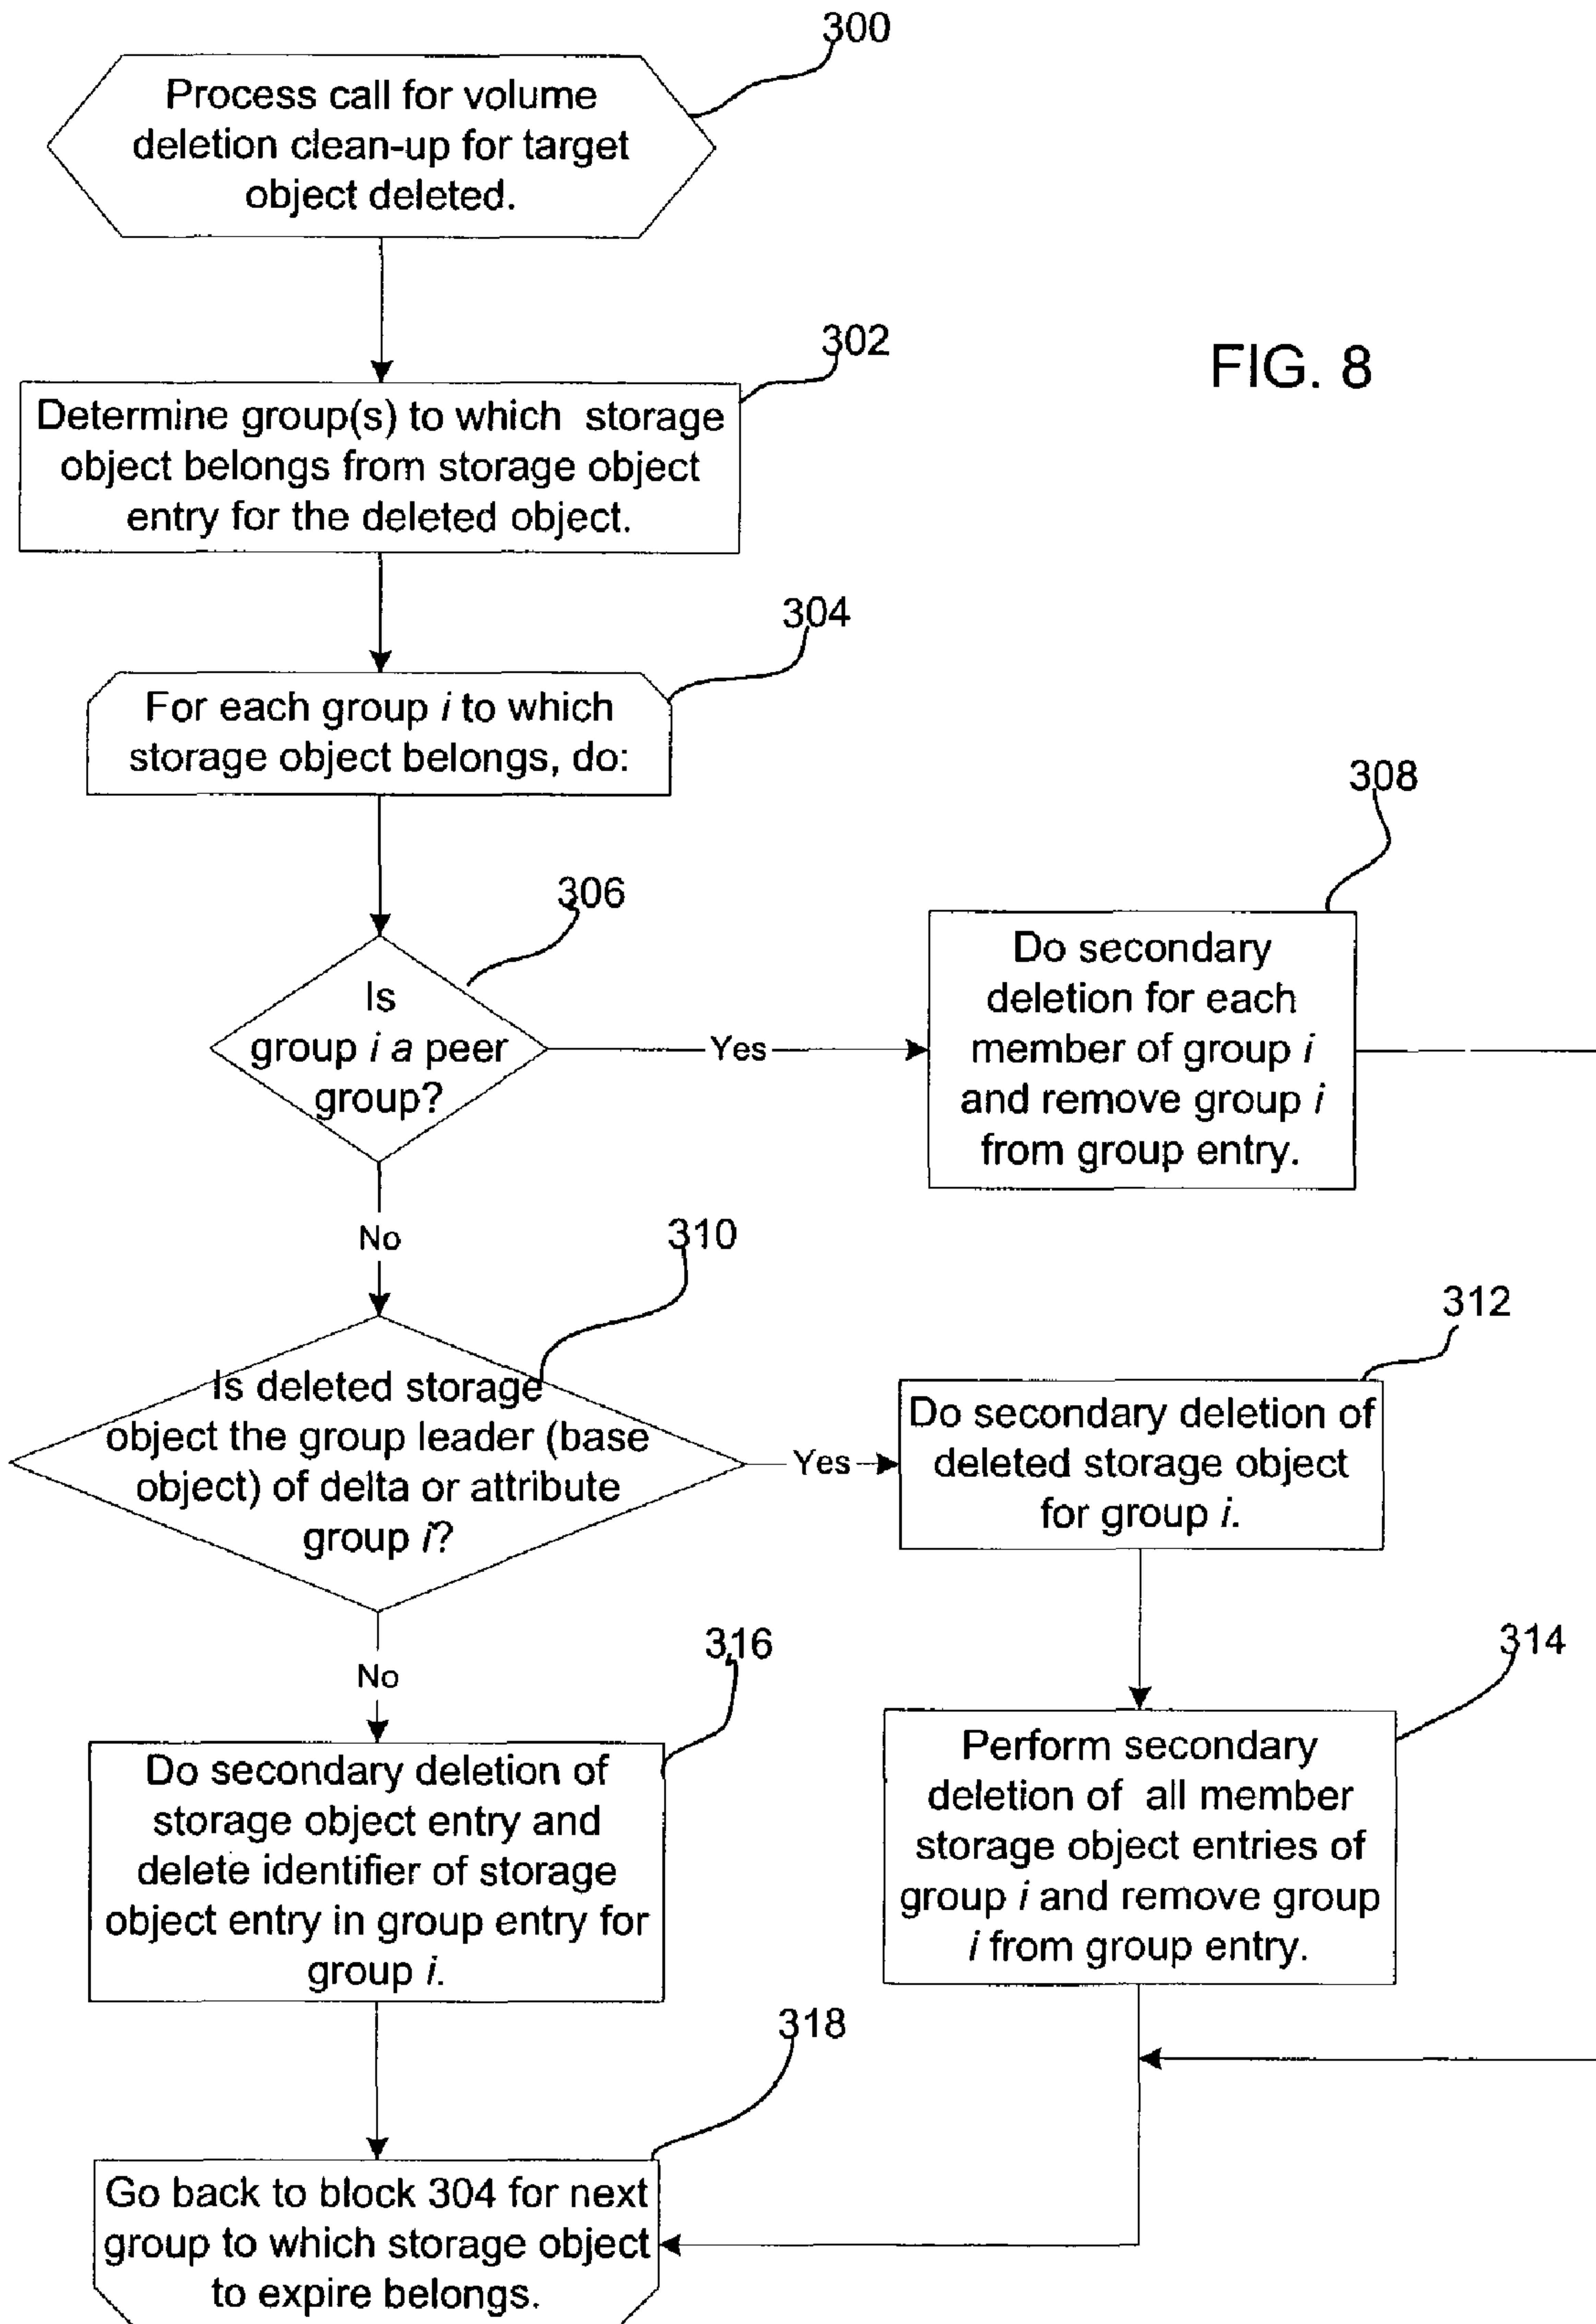 300
Process call for volume
deletion clean-up for target
object deleted.
302
FIG. 8
Determine group(s) to which storage
object belongs from storage object
entry for the deleted object.
304
For each group i to which
storage object belongs, do:
308
306
Is
group i a peer
group?
Yes
Do secondary
deletion for each
member of group i
and remove group i
from group entry.
No
310
312
Is deleted storage
object the group leader (base
object) of delta or attribute
group i?
Yes
Do secondary deletion of
deleted storage object
for group i.
No
316
314
Do secondary deletion of
storage object entry and
delete identifier of storage
object entry in group entry for
group i.
Perform secondary
deletion of all member
storage object entries of
group i and remove group
i from group entry.
318
Go back to block 304 for next
group to which storage object
to expire belongs.